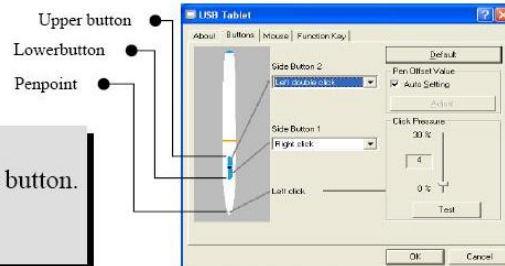 Upper button
Lowerbutton
Penpoint
button.
USB Tablet
About
Buttons
Mouse
Function Key
Side Button 2
Left double click
Side Button 1
Right click
Left click
Default
Pen Offset Value
Auto Setting
Adjust
Click Pressure
30 %
4
0 %
Test
OK
Cancel